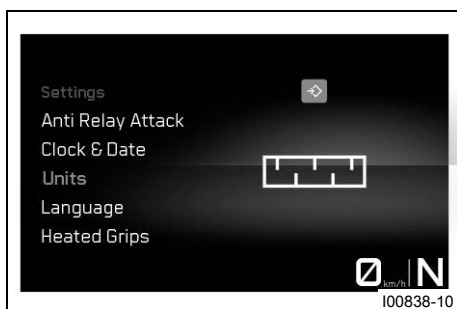 Settings
Anti Relay Attack
Clock & Date
Units
Language
Heated Grips
0 km/h N
I00838-10